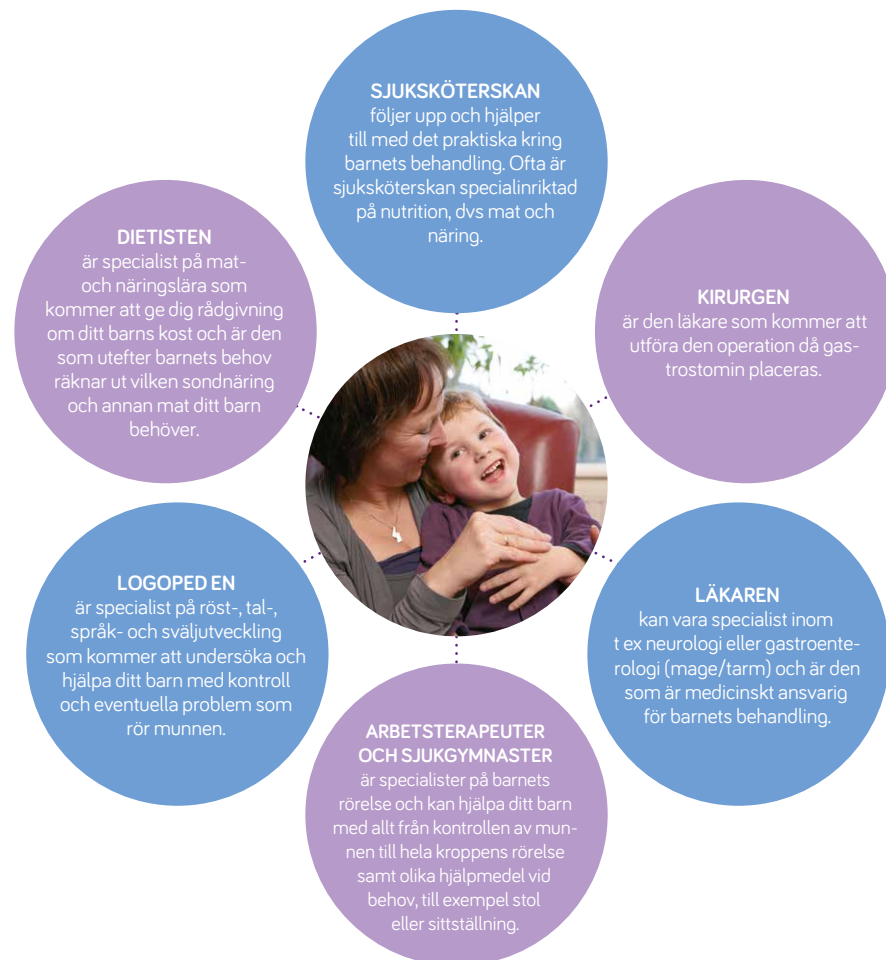 SJUKSKÖTERSKAN
följer upp och hjälper
till med det praktiska kring
barnets behandling. Ofta är
sjuksköterskan specialinriktad
på nutrition, dvs mat och
näring.
DIETISTEN
är specialist på mat-
och näringslära som
kommer att ge dig rådgivning
om ditt barns kost och är den
som utefter barnets behov
räknar ut vilken sondnäring
och annan mat ditt barn
behöver.
KIRURGEN
är den läkare som kommer att
utföra den operation då gas-
trostomin placeras.
LOGOPED EN
är specialist på röst-, tal-,
språk- och sväljutveckling
som kommer att undersöka och
hjälpa ditt barn med kontroll
och eventuella problem som
rör munnen.
LÄKAREN
kan vara specialist inom
t ex neurologi eller gastroente-
rologi (mage/tarm) och är den
som är medicinskt ansvarig
för barnets behandling.
ARBETSTERAPEUTER
OCH SJUKGYMNASTER
är specialister på barnets
rörelse och kan hjälpa ditt barn
med allt från kontrollen av mun-
nen till hela kroppens rörelse
samt olika hjälpmedel vid
behov, till exempel stol
eller sittställning.